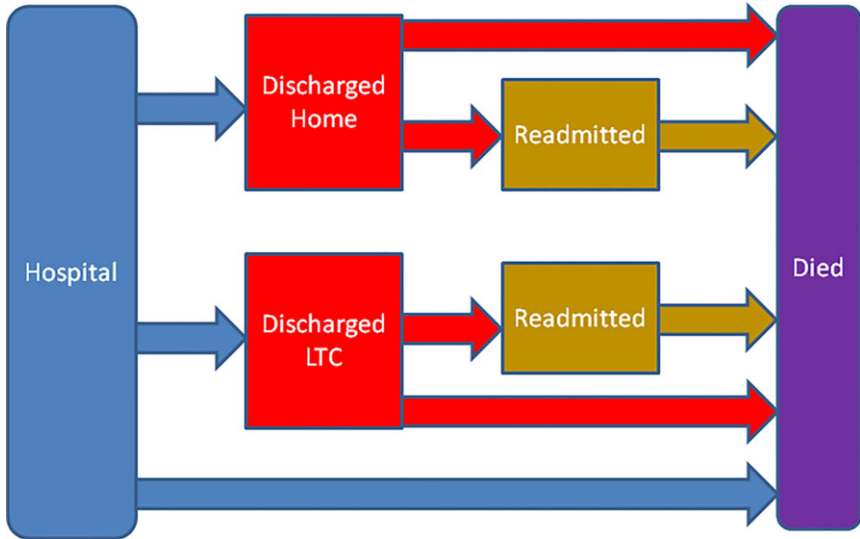 Hospital
Discharged
Home
Readmitted
Discharged
LTC
Readmitted
Died